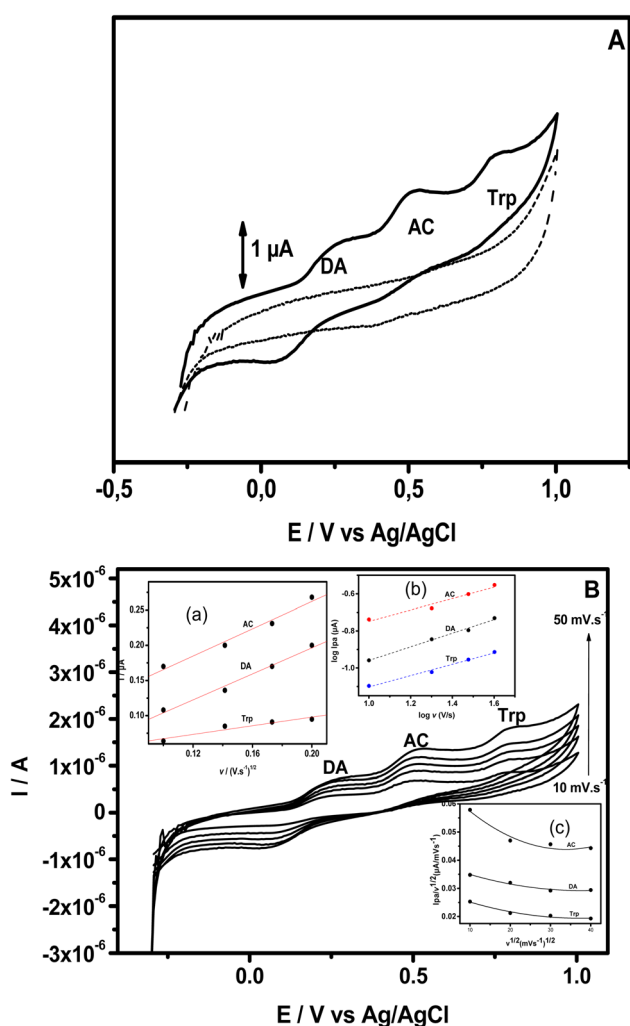 A
1 µA
DA
AC
Trp
-0,5
0,0
0,5
1,0
E / V vs Ag/AgCl
B
5x10-6
4x10-6
3x10-6
2x10-6
1x10-6
0
-1x10-6
-2x10-6
-3x10-6
I / A
(a)
AC
DA
Trp
0.25
0.20
0.15
0.10
0.12
0.16
0.20
v / (V.s-1)1/2
(b)
AC
DA
Trp
-0.6
-0.8
-1.0
log Ipa (µA)
1.0
1.2
1.4
1.6
log v (V/s)
50 mV.s-1
10 mV.s-1
DA
AC
Trp
(c)
AC
DA
Trp
0.06
0.05
0.04
0.03
0.02
Ipa/v1/2(µA/mVs-1)
10
20
30
40
v1/2(mVs-1)1/2
0.0
0.5
1.0
E / V vs Ag/AgCl